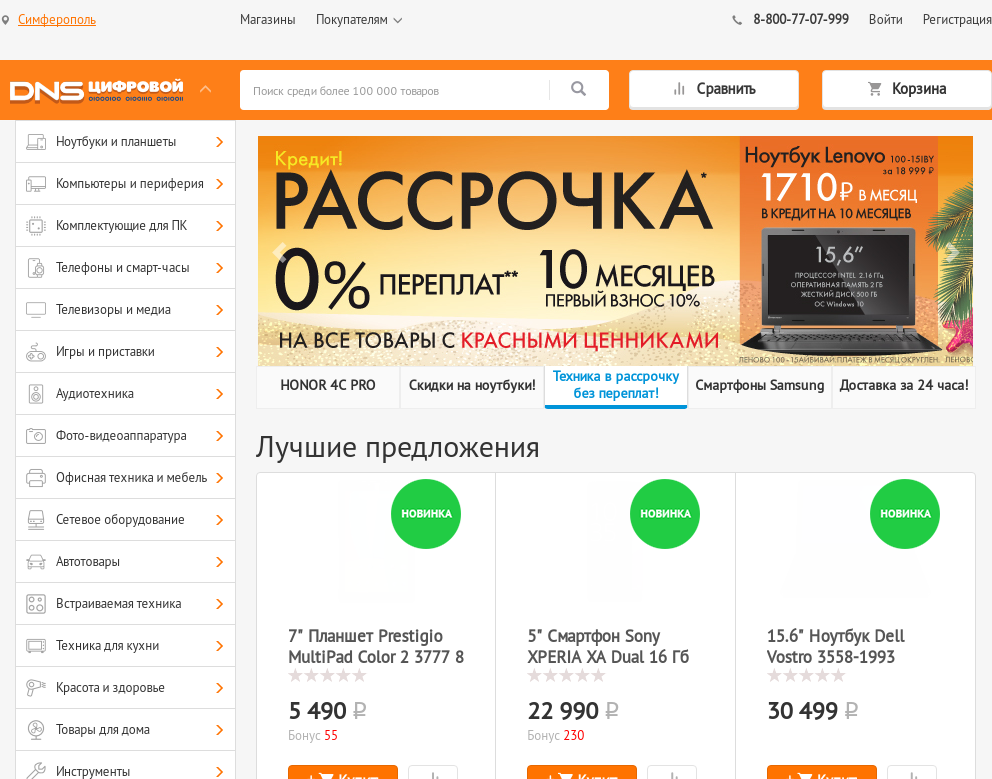 Симферополь
Магазины
Покупателям
8-800-77-07-999
Войти
Регистрация
DNS ЦИФРОВОЙ
Поиск среди более 100 000 товаров
Сравнить
Корзина
Ноутбуки и планшеты
Компьютеры и периферия
Комплектующие для ПК
Телефоны и смарт-часы
Телевизоры и медиа
Игры и приставки
Аудиотехника
Фото-видеоаппаратура
Офисная техника и мебель
Сетевое оборудование
Автотовары
Встраиваемая техника
Техника для кухни
Красота и здоровье
Товары для дома
Инструменты
Кредит!
РАССРОЧКА*
0% ПЕРЕПЛАТ**
10 МЕСЯЦЕВ
ПЕРВЫЙ ВЗНОС 10%
НА ВСЕ ТОВАРЫ С КРАСНЫМИ ЦЕННИКАМИ
Ноутбук Lenovo 100-15IBY
за 18 999 ₽
1710₽ В МЕСЯЦ
В КРЕДИТ НА 10 МЕСЯЦЕВ
15,6"
ПРОЦЕССОР INTEL 2.16 ГГц
ОПЕРАТИВНАЯ ПАМЯТЬ 2 ГБ
ЖЕСТКИЙ ДИСК 500 ГБ
ОС Windows 10
ЛЕНОВО 100-15АЙБИВАЙ. ПЛАТЕЖ В МЕСЯЦ ОКРУГЛЕН.
HONOR 4C PRO
Скидки на ноутбуки!
Техника в рассрочку
без переплат!
Смартфоны Samsung
Доставка за 24 часа!
Лучшие предложения
НОВИНКА
7" Планшет Prestigio
MultiPad Color 2 3777 8
5 490 ₽
Бонус 55
Купить
НОВИНКА
5" Смартфон Sony
XPERIA XA Dual 16 Гб
22 990 ₽
Бонус 230
Купить
НОВИНКА
15.6" Ноутбук Dell
Vostro 3558-1993
30 499 ₽
Купить